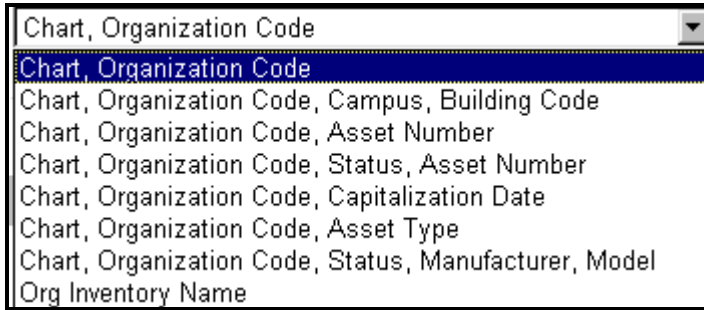 Chart, Organization Code
Chart, Organization Code
Chart, Organization Code, Campus, Building Code
Chart, Organization Code, Asset Number
Chart, Organization Code, Status, Asset Number
Chart, Organization Code, Capitalization Date
Chart, Organization Code, Asset Type
Chart, Organization Code, Status, Manufacturer, Model
Org Inventory Name